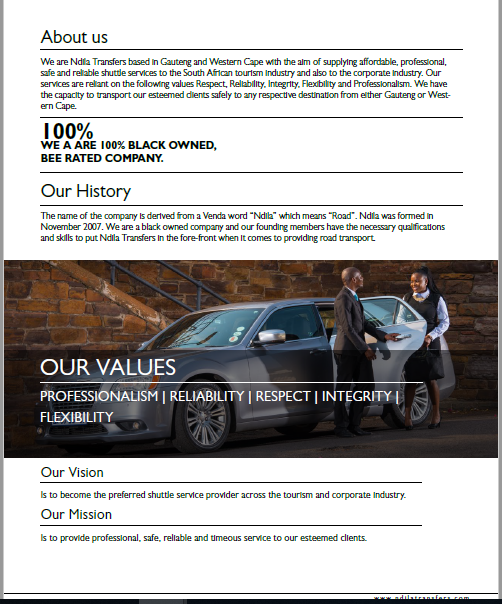 About us
We are Ndila Transfers based in Gauteng and Western Cape with the aim of supplying affordable, professional,
safe and reliable shuttle services to the South African tourism industry and also to the corporate industry. Our
services are reliant on the following values Respect, Reliability, Integrity, Flexibility and Professionalism. We have
the capacity to transport our esteemed clients safely to any respective destination from either Gauteng or West-
ern Cape.
100%
WE A ARE 100% BLACK OWNED,
BEE RATED COMPANY.
Our History
The name of the company is derived from a Venda word “Ndila” which means “Road”. Ndila was formed in
November 2007. We are a black owned company and our founding members have the necessary qualifications
and skills to put Ndila Transfers in the fore-front when it comes to providing road transport.
OUR VALUES
PROFESSIONALISM | RELIABILITY | RESPECT | INTEGRITY |
FLEXIBILITY
Our Vision
Is to become the preferred shuttle service provider across the tourism and corporate industry.
Our Mission
Is to provide professional, safe, reliable and timeous service to our esteemed clients.
www.ndilatransfers.com